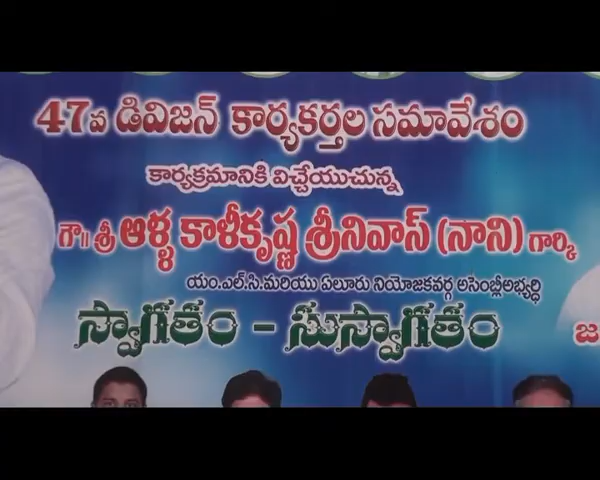 47వ డివిజన్ కార్యకర్తల సమావేశం
కార్యక్రమానికి విచ్చేయుచున్న
గౌ॥ శ్రీ ఆళ్ళ కాళీకృష్ణ శ్రీనివాస్ (నాని) గార్కి
యం.ఎల్.సి.మరియు ఏలూరు నియోజకవర్గ అసెంబ్లీఅభ్యర్ధి
స్వాగతం – సుస్వాగతం
జ